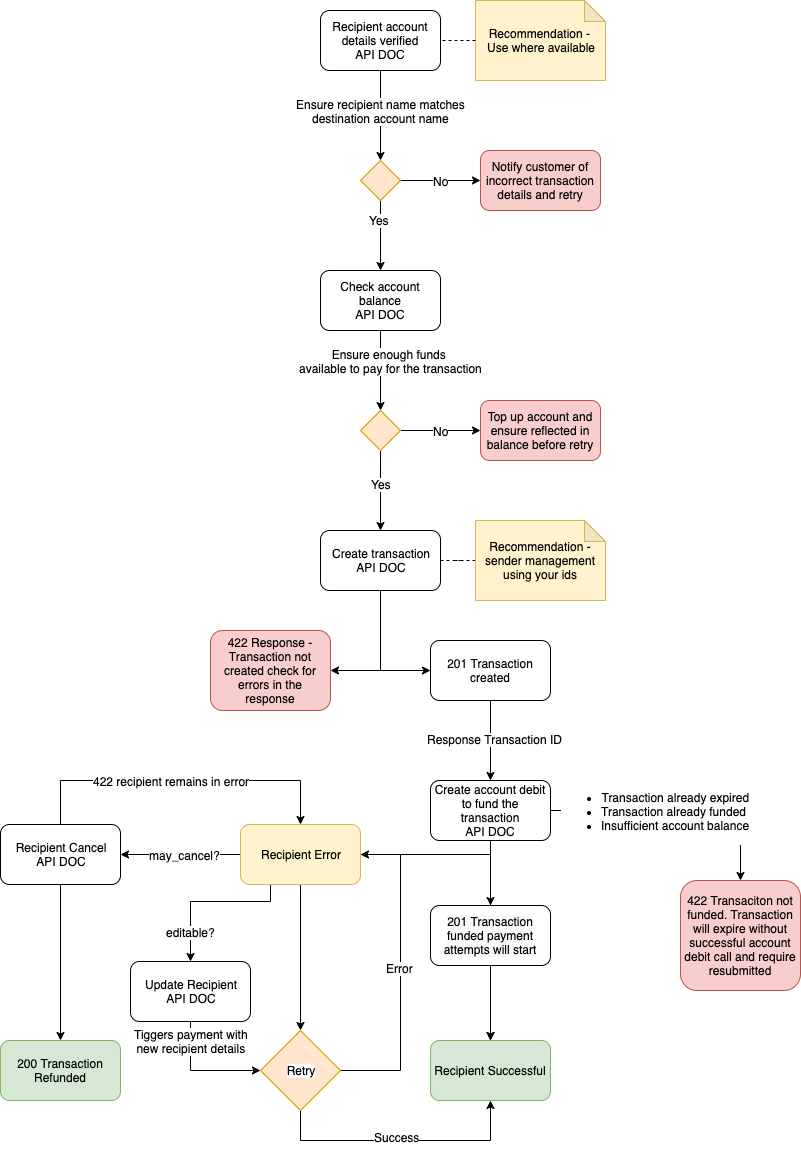 Recipient account
details verified
API DOC
Recommendation -
Use where available
Ensure recipient name matches
destination account name
No
Notify customer of
incorrect transaction
details and retry
Yes
Check account
balance
API DOC
Ensure enough funds
available to pay for the transaction
No
Top up account and
ensure reflected in
balance before retry
Yes
Create transaction
API DOC
Recommendation -
sender management
using your ids
422 Response -
Transaction not
created check for
errors in the
response
201 Transaction
created
Response Transaction ID
422 recipient remains in error
Create account debit
to fund the
transaction
API DOC
• Transaction already expired
• Transaction already funded
• Insufficient account balance
Recipient Cancel
API DOC
may_cancel?
Recipient Error
422 Transaciton not
funded. Transaction
will expire without
successful account
debit call and require
resubmitted
201 Transaction
funded payment
attempts will start
editable?
Error
Update Recipient
API DOC
Tiggers payment with
new recipient details
200 Transaction
Refunded
Retry
Recipient Successful
Success